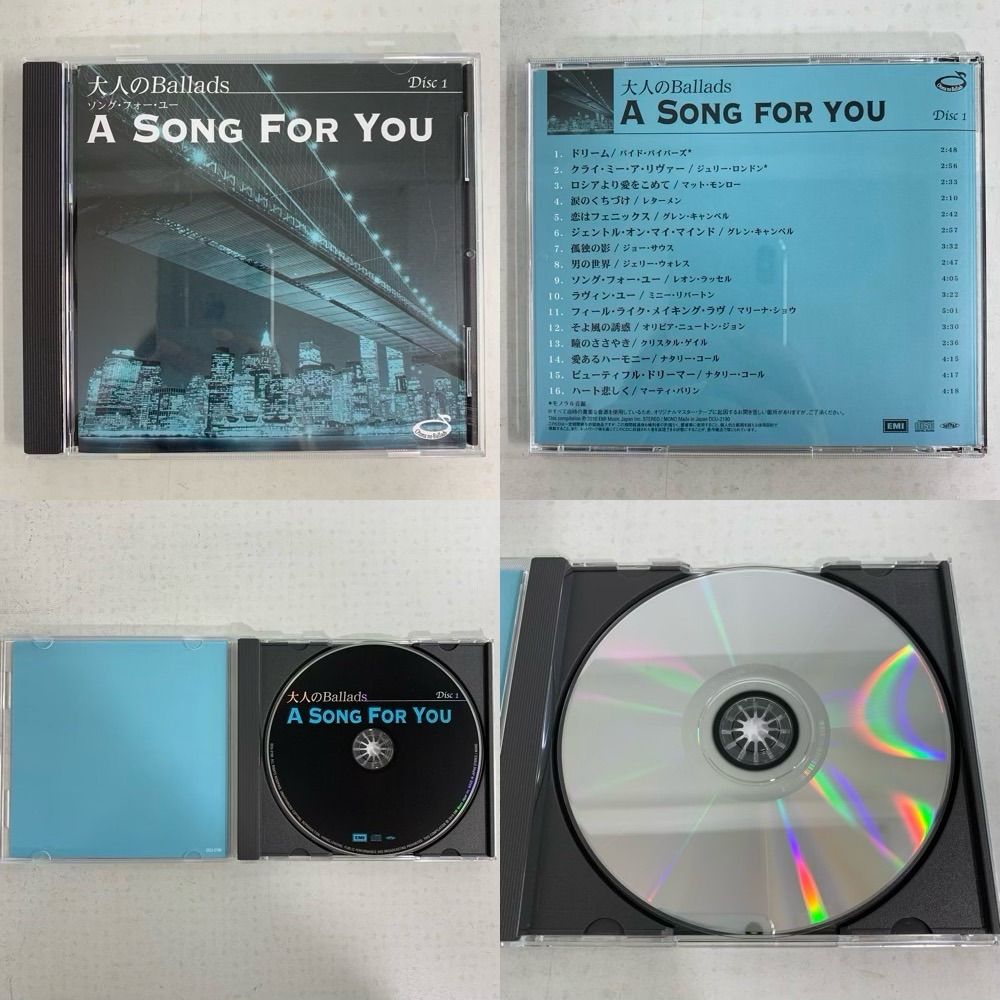 大人のBallads
Disc 1
ソング・フォー・ユー
A SONG FOR YOU
大人のBallads
A SONG FOR YOU
Disc 1
1. ドリーム / パイド・パイパーズ* 2:48
2. クライ・ミー・ア・リヴァー / ジュリー・ロンドン* 2:56
3. ロシアより愛をこめて / マット・モンロー 2:33
4. 涙のくちづけ / レターメン 2:10
5. 恋はフェニックス / グレン・キャンベル 2:42
6. ジェントル・オン・マイ・マインド / グレン・キャンベル 2:57
7. 孤独の影 / ジョー・サウス 3:32
8. 男の世界 / ジェリー・ウォレス 2:47
9. ソング・フォー・ユー / レオン・ラッセル 4:05
10. ラヴィン・ユー / ミニー・リパートン 3:22
11. フィール・ライク・メイキング・ラヴ / マリーナ・ショウ 5:01
12. そよ風の誘惑 / オリビア・ニュートン・ジョン 3:30
13. 瞳のささやき / クリスタル・ゲイル 2:36
14. 愛あるハーモニー / ナタリー・コール 4:15
15. ビューティフル・ドリーマー / ナタリー・コール 4:17
16. ハート悲しく / マーティ・バリン 4:18
*モノラル音源
EMI
大人のBallads
Disc 1
A SONG FOR YOU
EMI